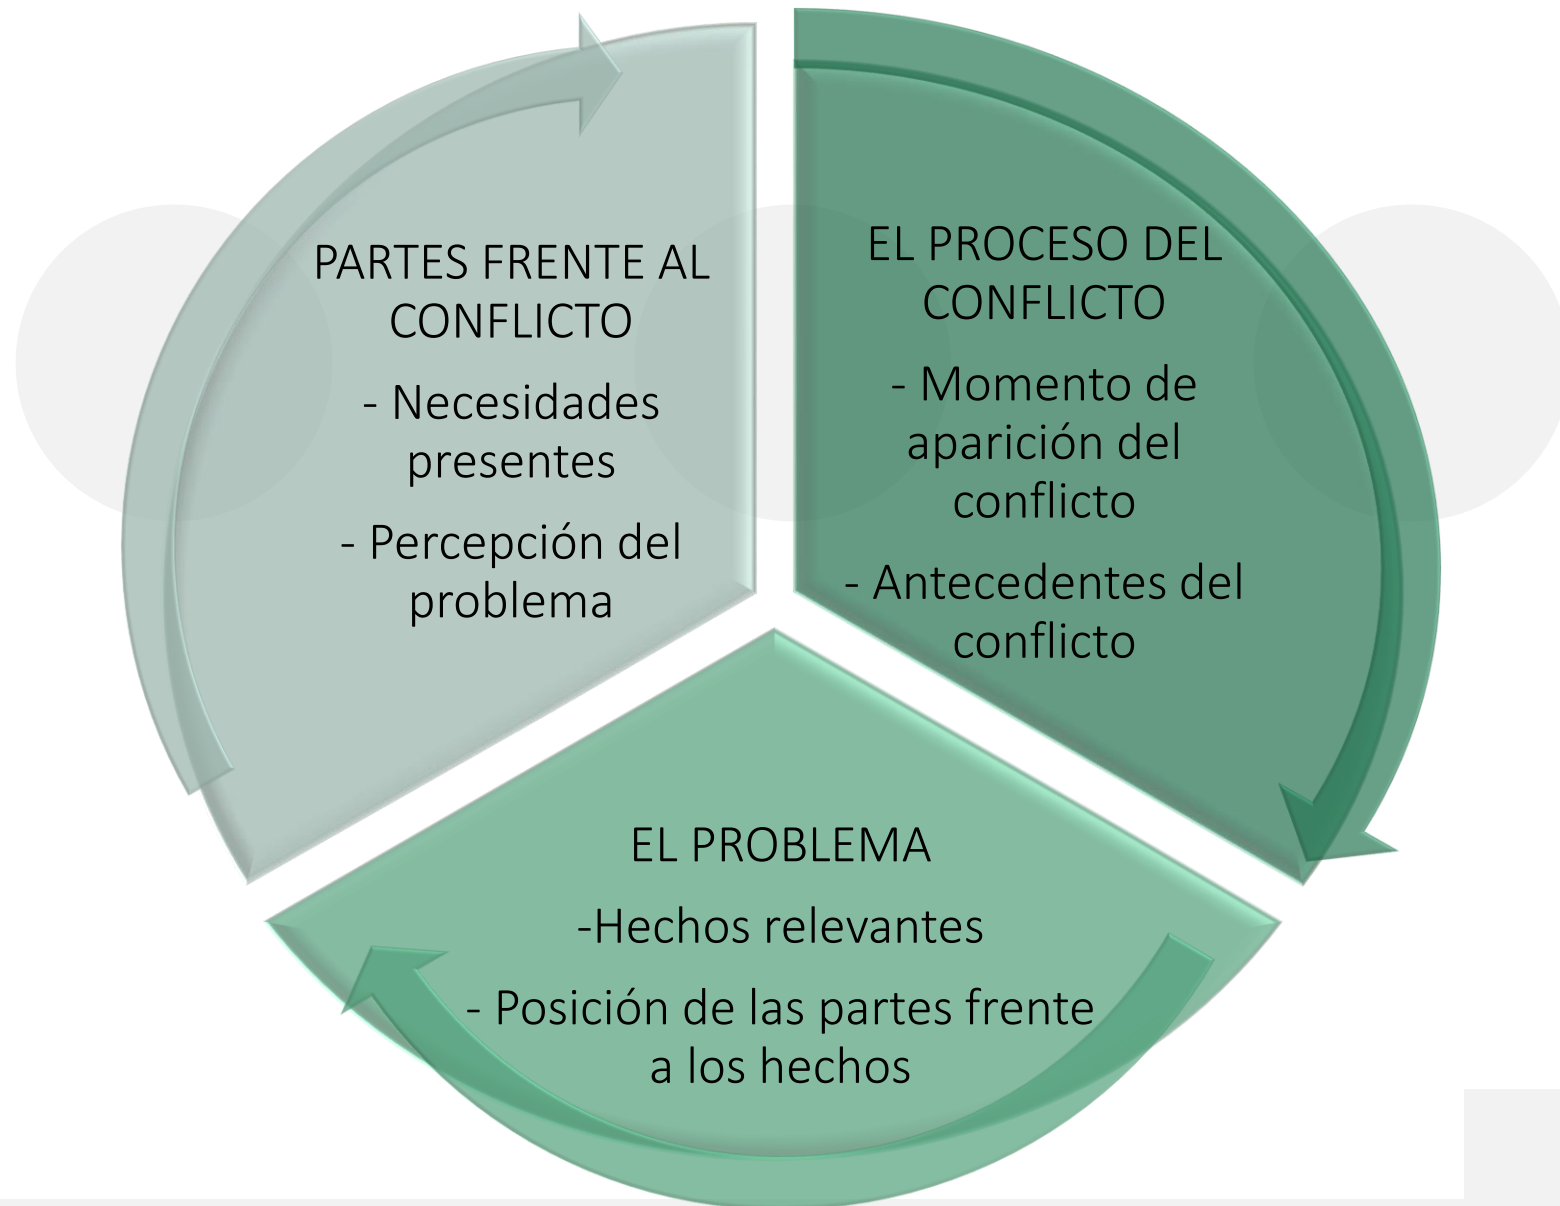 PARTES FRENTE AL
CONFLICTO
- Necesidades
presentes
- Percepción del
problema
EL PROCESO DEL
CONFLICTO
- Momento de
aparición del
conflicto
- Antecedentes del
conflicto
EL PROBLEMA
-Hechos relevantes
- Posición de las partes frente
a los hechos